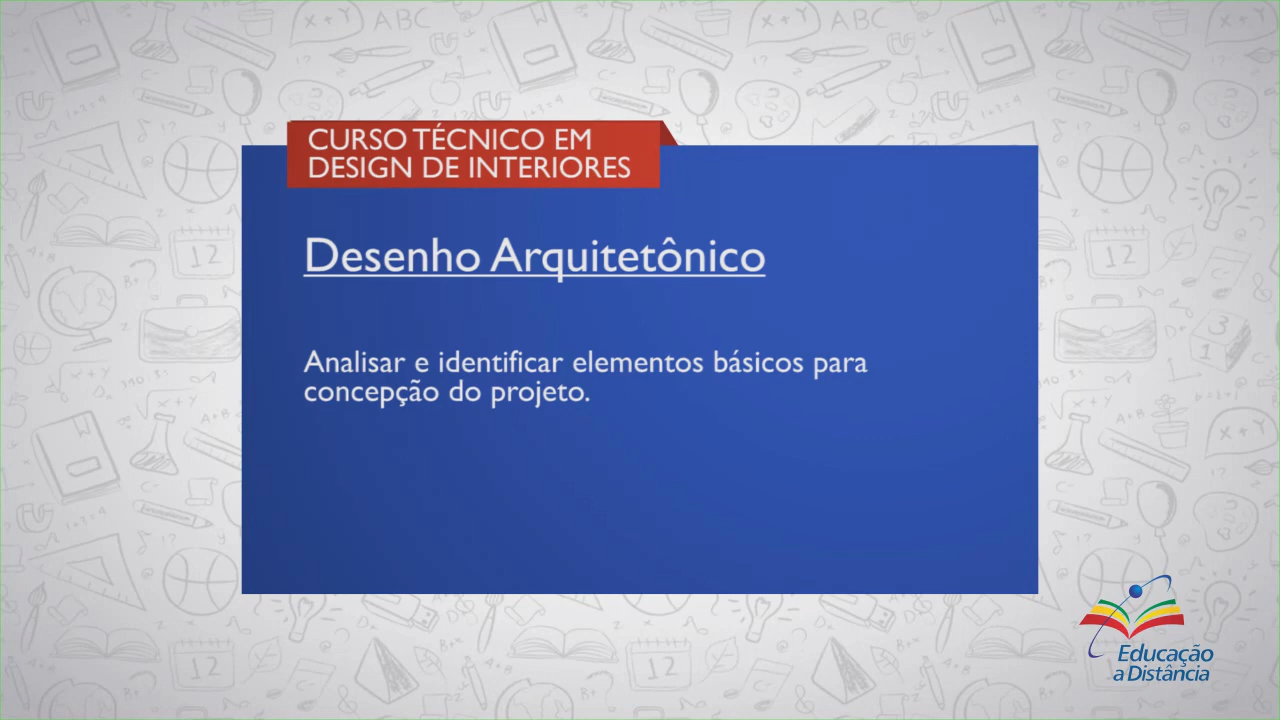 CURSO TÉCNICO EM
DESIGN DE INTERIORES
Desenho Arquitetônico
Analisar e identificar elementos básicos para
concepção do projeto.
Educação
a Distância